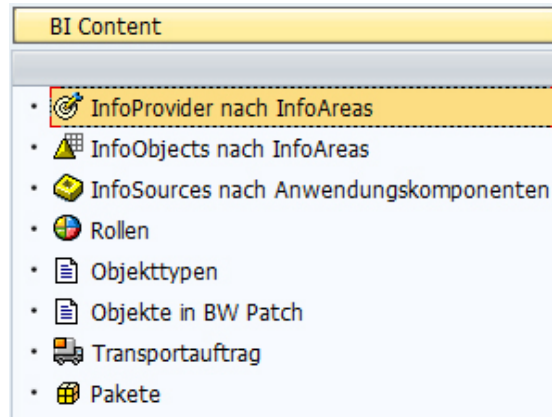 BI Content
InfoProvider nach InfoAreas
InfoObjects nach InfoAreas
InfoSources nach Anwendungskomponenten
Rollen
Objekttypen
Objekte in BW Patch
Transportauftrag
Pakete